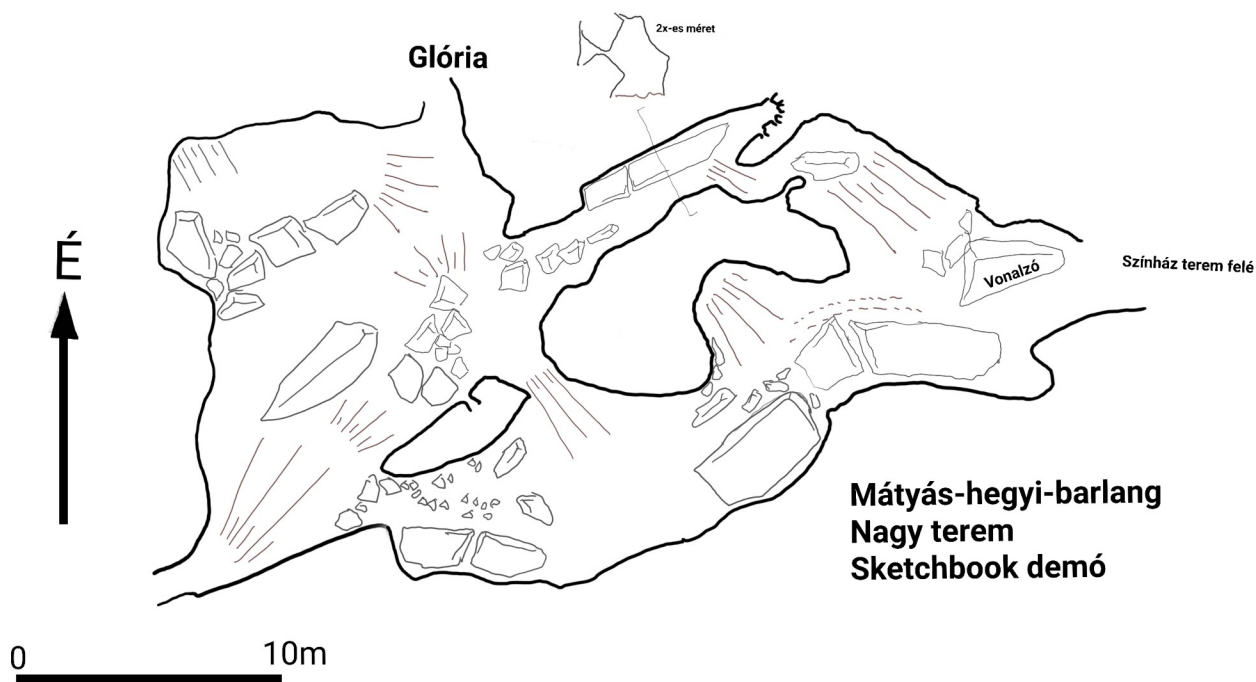 2x-es méret
Glória
É
Színház terem felé
Vonalzó
Mátyás-hegyi-barlang
Nagy terem
Sketchbook demó
0 10m